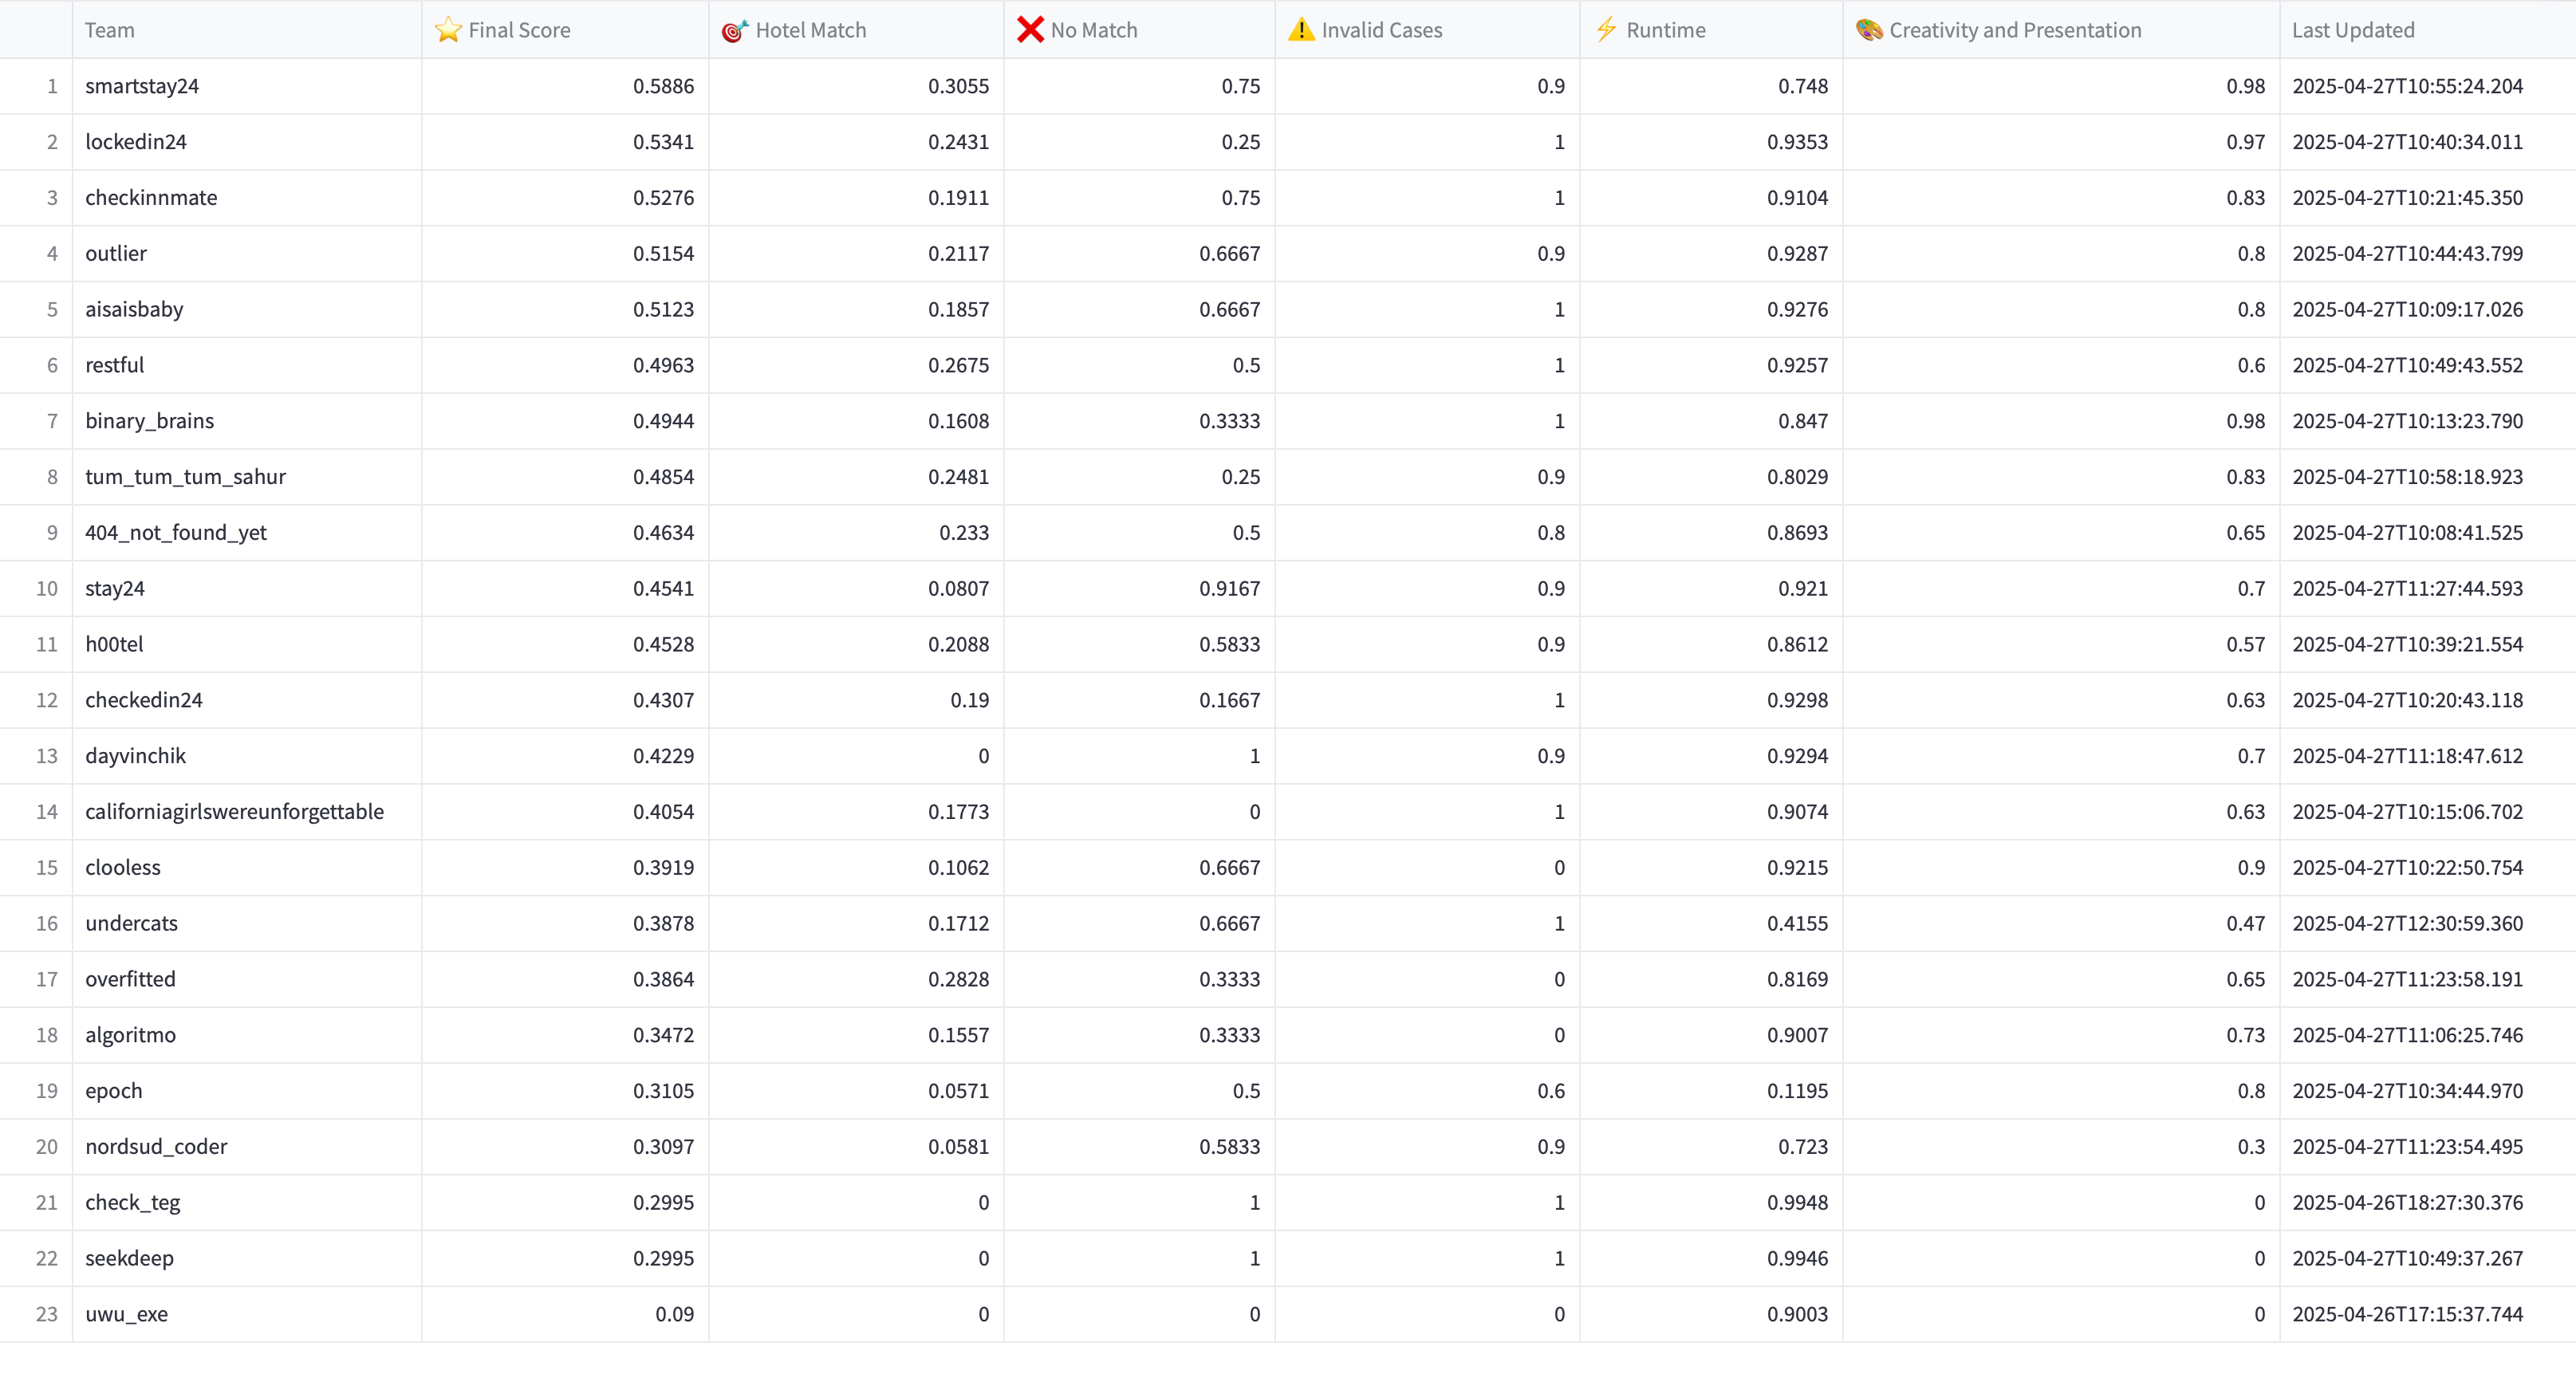 Team ⭐ Final Score 🎯 Hotel Match ❌ No Match ⚠️ Invalid Cases ⚡ Runtime 🎨 Creativity and Presentation Last Updated
1 smartstay24 0.5886 0.3055 0.75 0.9 0.748 0.98 2025-04-27T10:55:24.204
2 lockedin24 0.5341 0.2431 0.25 1 0.9353 0.97 2025-04-27T10:40:34.011
3 checkinnmate 0.5276 0.1911 0.75 1 0.9104 0.83 2025-04-27T10:21:45.350
4 outlier 0.5154 0.2117 0.6667 0.9 0.9287 0.8 2025-04-27T10:44:43.799
5 aisaisbaby 0.5123 0.1857 0.6667 1 0.9276 0.8 2025-04-27T10:09:17.026
6 restful 0.4963 0.2675 0.5 1 0.9257 0.6 2025-04-27T10:49:43.552
7 binary_brains 0.4944 0.1608 0.3333 1 0.847 0.98 2025-04-27T10:13:23.790
8 tum_tum_tum_sahur 0.4854 0.2481 0.25 0.9 0.8029 0.83 2025-04-27T10:58:18.923
9 404_not_found_yet 0.4634 0.233 0.5 0.8 0.8693 0.65 2025-04-27T10:08:41.525
10 stay24 0.4541 0.0807 0.9167 0.9 0.921 0.7 2025-04-27T11:27:44.593
11 h00tel 0.4528 0.2088 0.5833 0.9 0.8612 0.57 2025-04-27T10:39:21.554
12 checkedin24 0.4307 0.19 0.1667 1 0.9298 0.63 2025-04-27T10:20:43.118
13 dayvinchik 0.4229 0 1 0.9 0.9294 0.7 2025-04-27T11:18:47.612
14 californiagirlswereunforgettable 0.4054 0.1773 0 1 0.9074 0.63 2025-04-27T10:15:06.702
15 clooless 0.3919 0.1062 0.6667 0 0.9215 0.9 2025-04-27T10:22:50.754
16 undercats 0.3878 0.1712 0.6667 1 0.4155 0.47 2025-04-27T12:30:59.360
17 overfitted 0.3864 0.2828 0.3333 0 0.8169 0.65 2025-04-27T11:23:58.191
18 algoritmo 0.3472 0.1557 0.3333 0 0.9007 0.73 2025-04-27T11:06:25.746
19 epoch 0.3105 0.0571 0.5 0.6 0.1195 0.8 2025-04-27T10:34:44.970
20 nordsud_coder 0.3097 0.0581 0.5833 0.9 0.723 0.3 2025-04-27T11:23:54.495
21 check_teg 0.2995 0 1 1 0.9948 0 2025-04-26T18:27:30.376
22 seekdeep 0.2995 0 1 1 0.9946 0 2025-04-27T10:49:37.267
23 uwu_exe 0.09 0 0 0 0.9003 0 2025-04-26T17:15:37.744